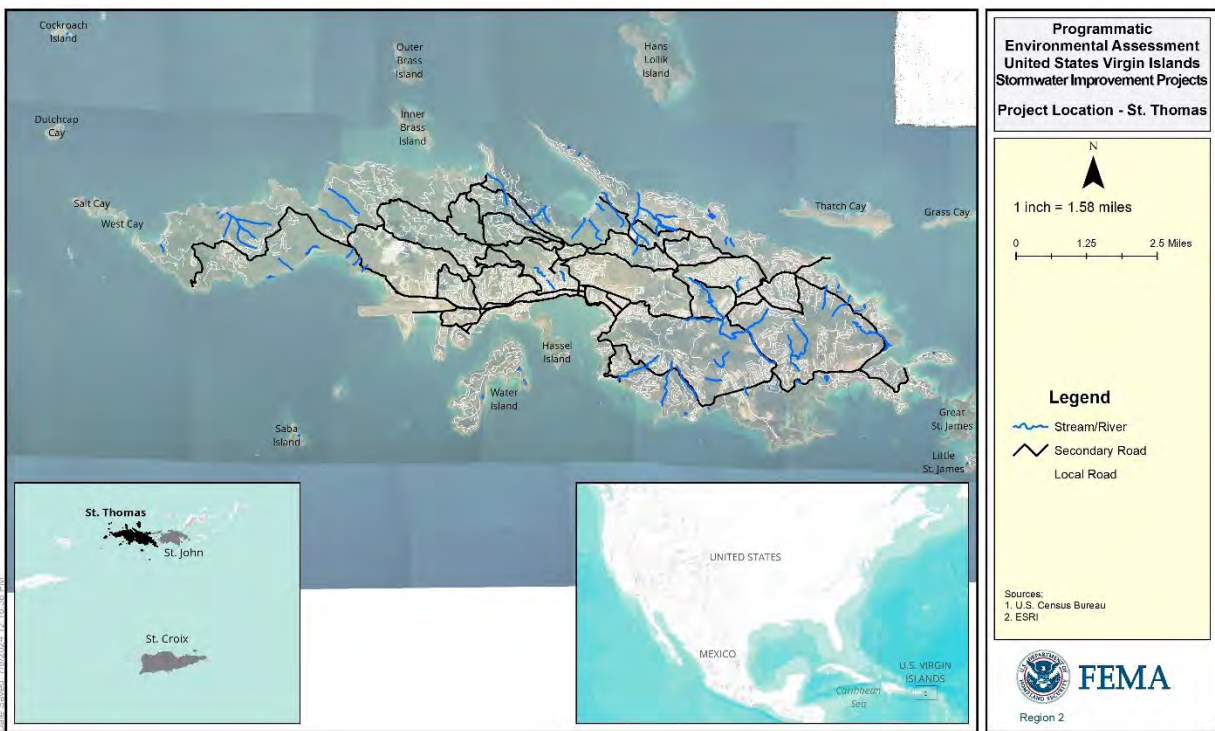 Cockroach
Island
Outer
Brass
Island
Hans
Lollik
Island
Inner
Brass
Island
Dutchcap
Cay
Salt Cay
West Cay
Thatch Cay
Grass Cay
Hassel
Island
Water
Island
Saba
Island
Great
St. James
Little
St. James
St. Thomas
St. John
St. Croix
UNITED STATES
MEXICO
U.S. VIRGIN
ISLANDS
Caribbean
Sea
Programmatic
Environmental Assessment
United States Virgin Islands
Stormwater Improvement Projects
Project Location - St. Thomas
N
1 inch = 1.58 miles
0 1.25 2.5 Miles
Legend
Stream/River
Secondary Road
Local Road
Sources:
1. U.S. Census Bureau
2. ESRI
FEMA
Region 2